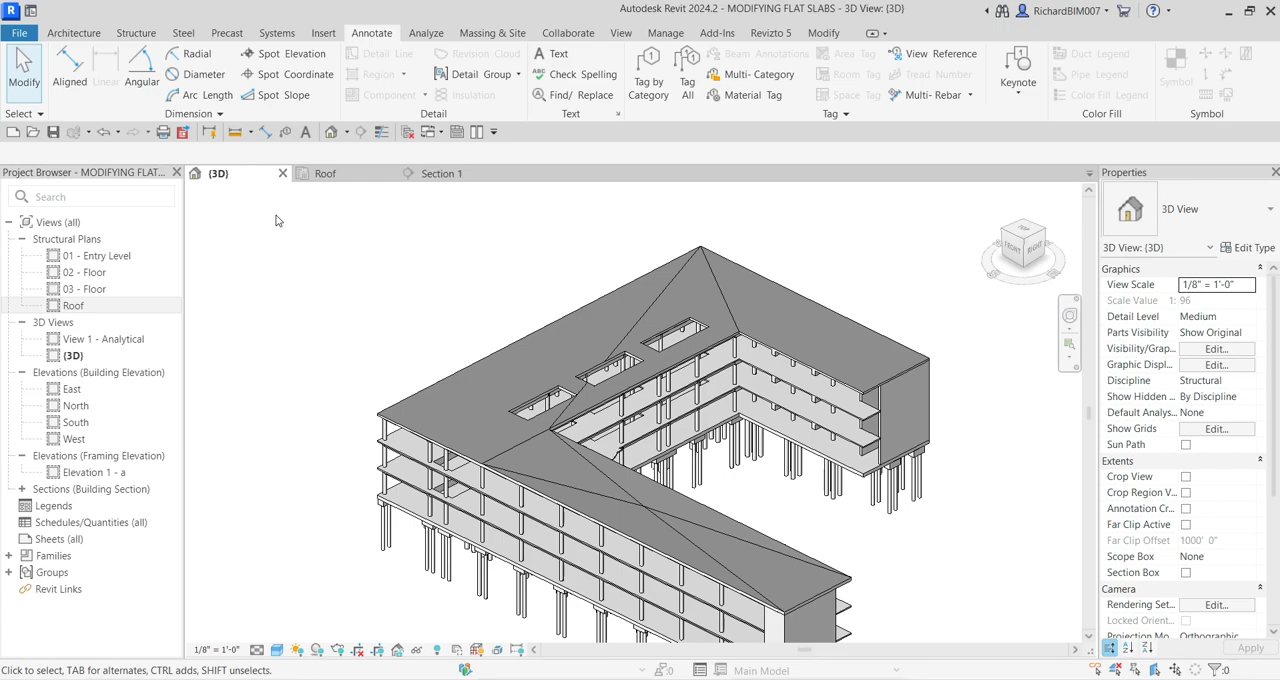 R
Autodesk Revit 2024.2 - MODIFYING FLAT SLABS - 3D View: {3D}
RichardBIM007
File
Architecture
Structure
Steel
Precast
Systems
Insert
Annotate
Analyze
Massing & Site
Collaborate
View
Manage
Add-Ins
Revizto 5
Modify
Modify
Select
Aligned
Linear
Angular
Radial
Diameter
Arc Length
Spot Elevation
Spot Coordinate
Spot Slope
Dimension
Detail Line
Region
Component
Revision Cloud
Detail Group
Insulation
Detail
Text
Check Spelling
Find/ Replace
Text
Tag by
Category
Tag
All
Beam Annotations
Multi- Category
Material Tag
Area Tag
Room Tag
Space Tag
View Reference
Tread Number
Multi- Rebar
Tag
Keynote
Duct Legend
Pipe Legend
Color Fill Legend
Color Fill
Symbol
Symbol
Project Browser - MODIFYING FLAT...
{3D}
Roof
Section 1
Properties
Search
Views (all)
Structural Plans
01 - Entry Level
02 - Floor
03 - Floor
Roof
3D Views
View 1 - Analytical
{3D}
Elevations (Building Elevation)
East
North
South
West
Elevations (Framing Elevation)
Elevation 1 - a
Sections (Building Section)
Legends
Schedules/Quantities (all)
Sheets (all)
Families
Groups
Revit Links
TOP
FRONT
RIGHT
3D View
3D View: {3D}
Edit Type
Graphics
View Scale
1/8" = 1'-0"
Scale Value 1:
96
Detail Level
Medium
Parts Visibility
Show Original
Visibility/Grap...
Edit...
Graphic Displ...
Edit...
Discipline
Structural
Show Hidden ...
By Discipline
Default Analys...
None
Show Grids
Edit...
Sun Path
Extents
Crop View
Crop Region V...
Annotation Cr...
Far Clip Active
Far Clip Offset
1000' 0"
Scope Box
None
Section Box
Camera
Rendering Set...
Edit...
Locked Orient...
Projection Mo...
Orthographic
Apply
1/8" = 1'-0"
Click to select, TAB for alternates, CTRL adds, SHIFT unselects.
:0
Main Model
:0